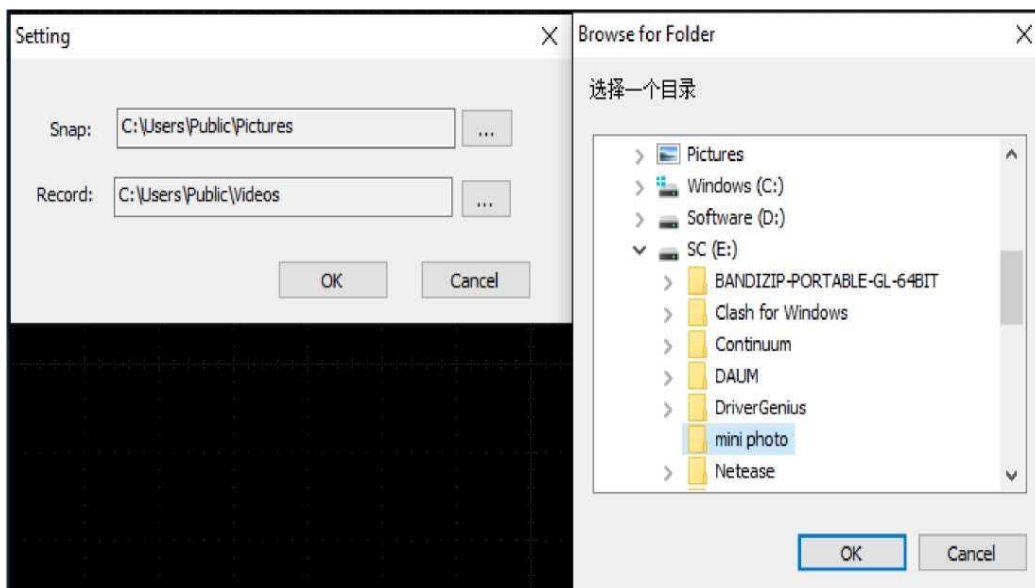 Setting
Snap:
C:\Users\Public\Pictures
...
Record:
C:\Users\Public\Videos
...
OK
Cancel
Browse for Folder
选择一个目录
Pictures
Windows (C:)
Software (D:)
SC (E:)
BANDIZIP-PORTABLE-GL-64BIT
Clash for Windows
Continuum
DAUM
DriverGenius
mini photo
Netease
OK
Cancel